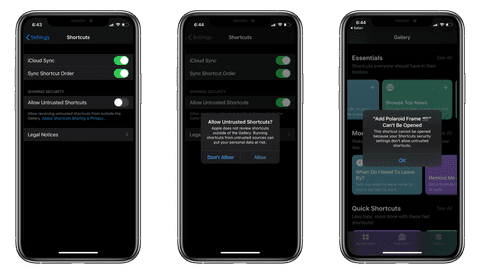 6:43
Settings
Shortcuts
iCloud Sync
Sync Shortcut Order
SHARING SECURITY
Allow Untrusted Shortcuts
Allow receiving untrusted shortcuts from outside the
Gallery. About Shortcuts Sharing & Privacy...
Legal Notices
6:44
Settings
Shortcuts
iCloud Sync
Sync Shortcut Order
SHARING SECURITY
Allow Untrusted Shortcuts
Allow Untrusted Shortcuts?
Apple does not review shortcuts
outside of the Gallery. Running
shortcuts from untrusted sources can
put your personal data at risk.
Don't Allow
Allow
Legal Notices
6:44
Safari
Gallery
Essentials
See All
Shortcuts everyone should have in their
toolbox.
Browse Top News
"Add Polaroid Frame
Can't Be Opened
This shortcut cannot be opened
because your Shortcuts security
settings don't allow untrusted
shortcuts.
OK
See All
When Do I Need To Leave
By?
Remind Me
Quick Shortcuts
See All
Less taps, more done with these fast
shortcuts!